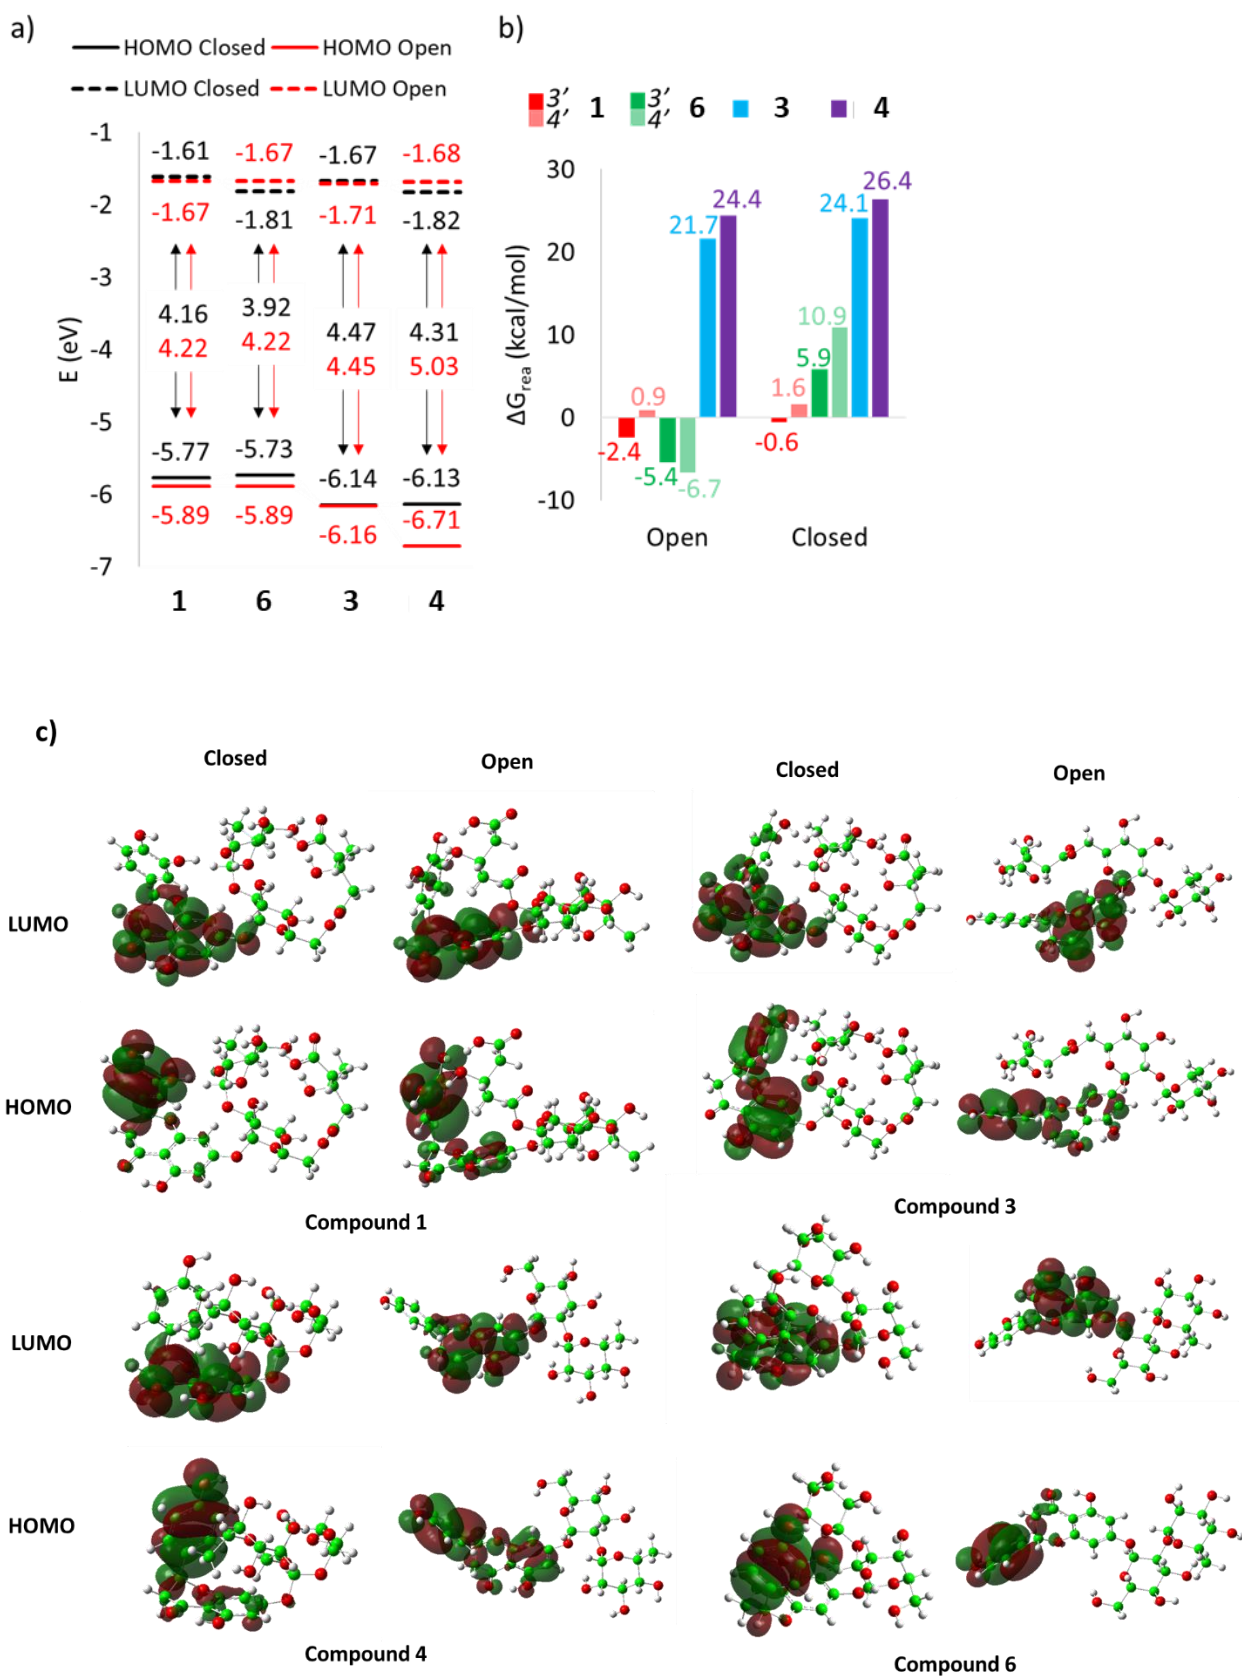 a)
HOMO Closed HOMO Open
LUMO Closed LUMO Open
E (eV)
-1
-2
-3
-4
-5
-6
-7
-1.61 -1.67 -1.67 -1.68
-1.67 -1.81 -1.71 -1.82
4.16 3.92 4.47 4.31
4.22 4.22 4.45 5.03
-5.77 -5.73 -6.14 -6.13
-5.89 -5.89 -6.16 -6.71
1 6 3 4
b)
3′ 4′ 1 3′ 4′ 6 3 4
ΔGrea (kcal/mol)
30
20
10
0
-10
-2.4 0.9 -5.4 -6.7 21.7 24.4
-0.6 1.6 5.9 10.9 24.1 26.4
Open Closed
c)
Closed Open Closed Open
LUMO
HOMO
Compound 1 Compound 3
LUMO
HOMO
Compound 4 Compound 6